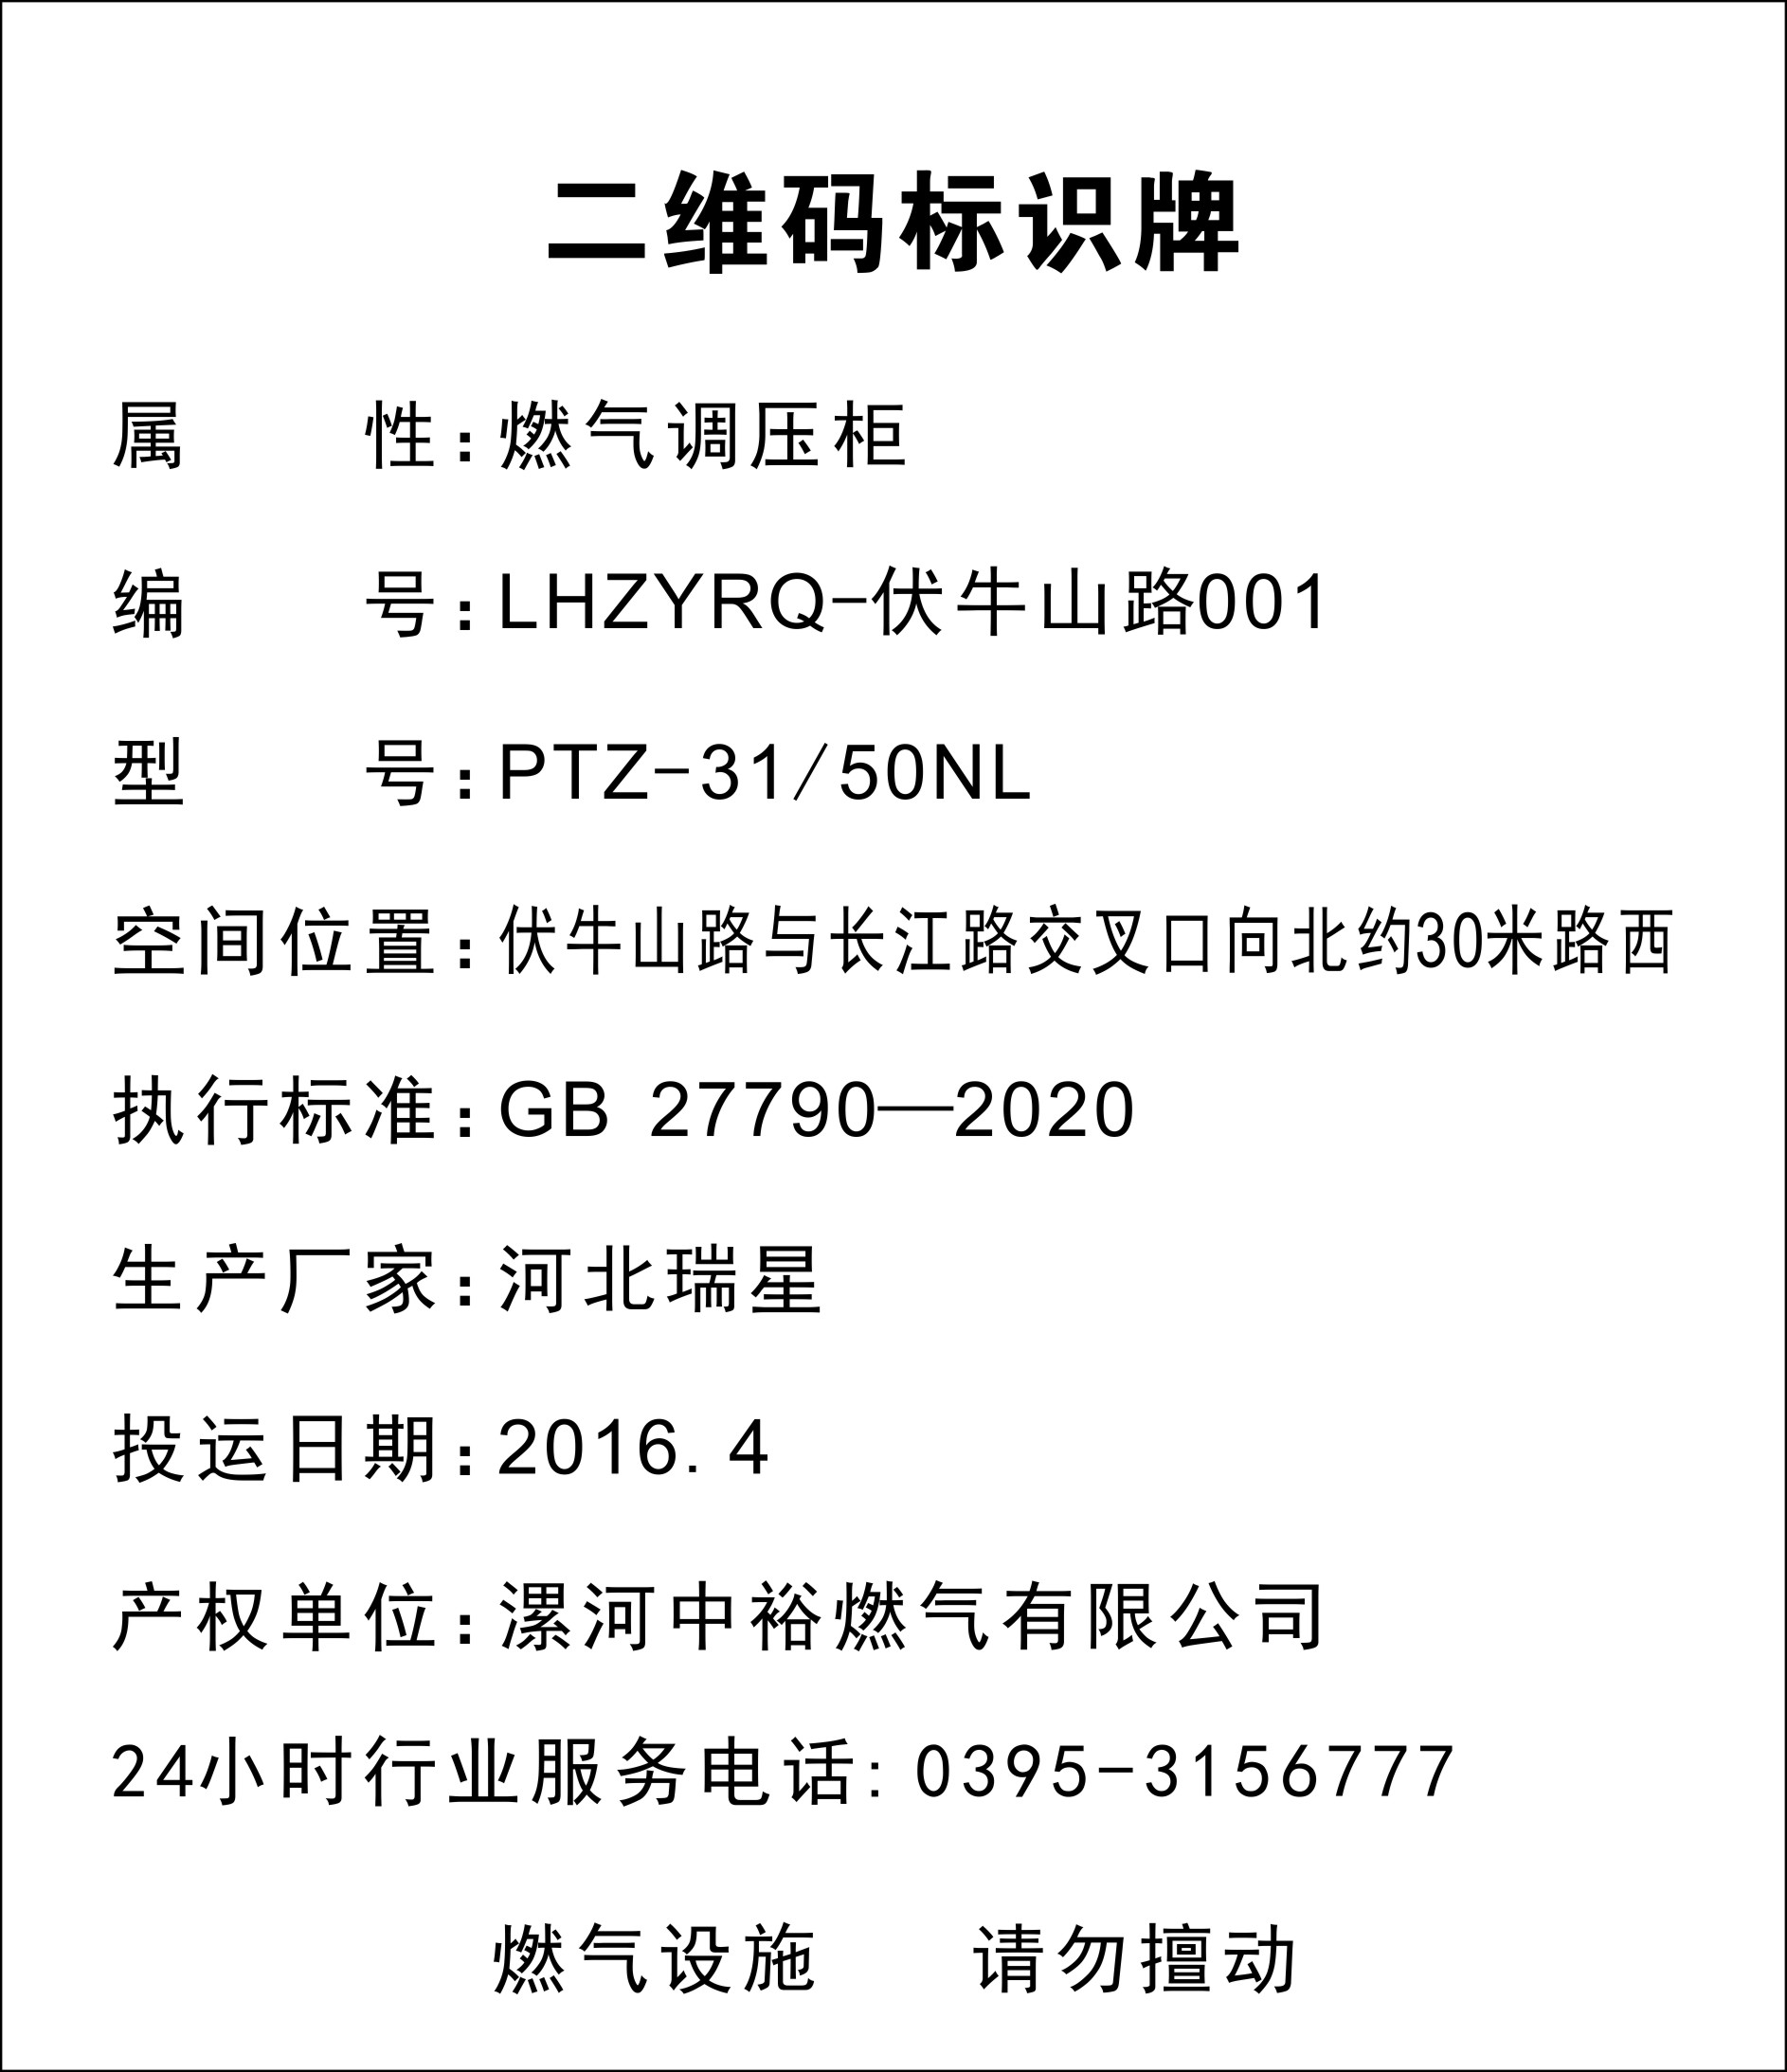 二维码标识牌
属 性：燃气调压柜
编 号：LHZYRQ-伏牛山路001
型 号：PTZ-31/50NL
空间位置：伏牛山路与长江路交叉口向北约30米路西
执行标准：GB 27790—2020
生产厂家：河北瑞星
投运日期：2016.4
产权单位：漯河中裕燃气有限公司
24小时行业服务电话：0395-3156777
燃气设施 请勿擅动